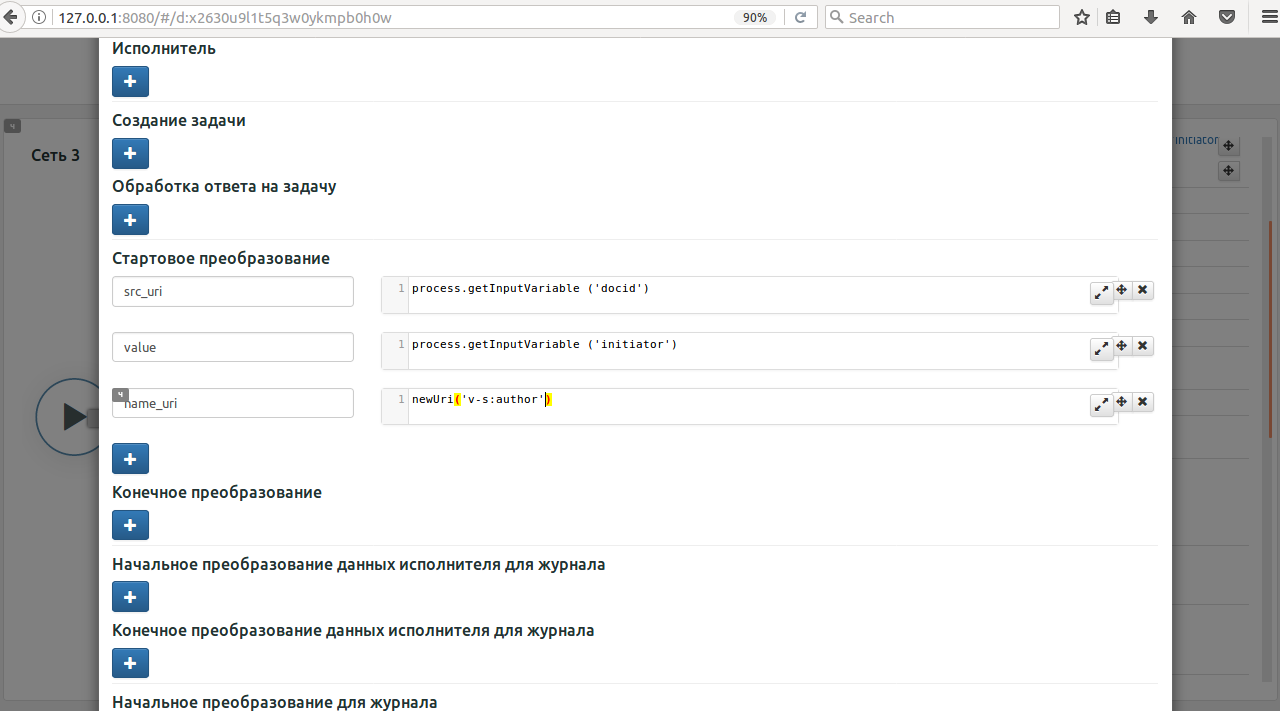 127.0.0.1:8080/#/d:x2630u9l1t5q3w0ykmpb0h0w
90%
Search
Исполнитель
Создание задачи
ч
initiator
Сеть 3
Обработка ответа на задачу
Стартовое преобразование
src_uri
1 process.getInputVariable ('docid')
value
1 process.getInputVariable ('initiator')
ч
name_uri
1 newUri('v-s:author')
Конечное преобразование
Начальное преобразование данных исполнителя для журнала
Конечное преобразование данных исполнителя для журнала
Начальное преобразование для журнала